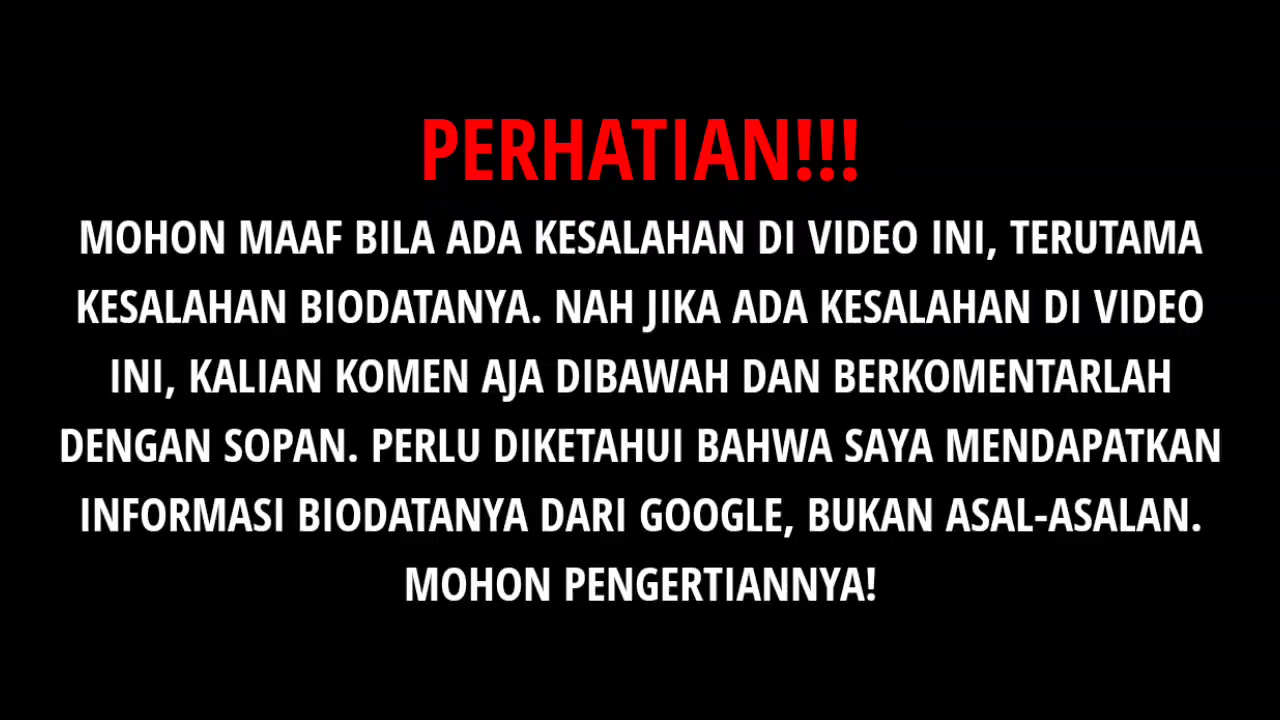 PERHATIAN!!!
MOHON MAAF BILA ADA KESALAHAN DI VIDEO INI, TERUTAMA
KESALAHAN BIODATANYA. NAH JIKA ADA KESALAHAN DI VIDEO
INI, KALIAN KOMEN AJA DIBAWAH DAN BERKOMENTARLAH
DENGAN SOPAN. PERLU DIKETAHUI BAHWA SAYA MENDAPATKAN
INFORMASI BIODATANYA DARI GOOGLE, BUKAN ASAL-ASALAN.
MOHON PENGERTIANNYA!